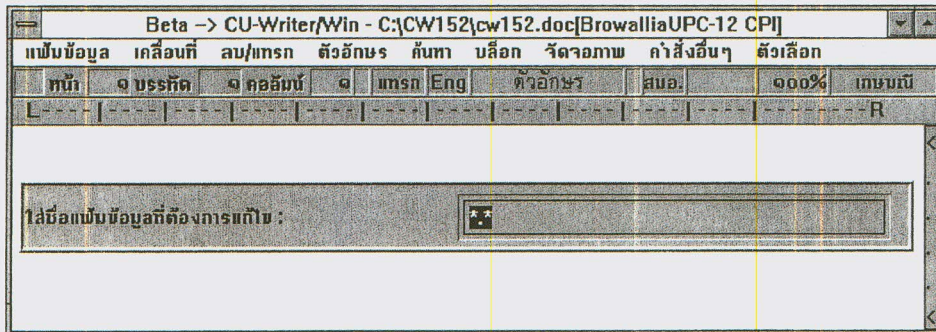 Beta -> CU-Writer/Win - C:\CW152\cw152.doc[BrowalliaUPC-12 CPI]
แฟ้มข้อมูล เคลื่อนที่ ลบ/แทรก ตัวอักษร ค้นหา บล็อก จัดจอภาพ คำสั่งอื่นๆ ตัวเลือก
หน้า ๑ บรรทัด ๑ คอลัมน์ ๑ แทรก Eng ตัวอักษร สมอ. ๑๐๐% เกษมณี
L----|----|----|----|----|----|----|----|----|----|----|--------R
ใส่ชื่อแฟ้มข้อมูลที่ต้องการแก้ไข :
*.*